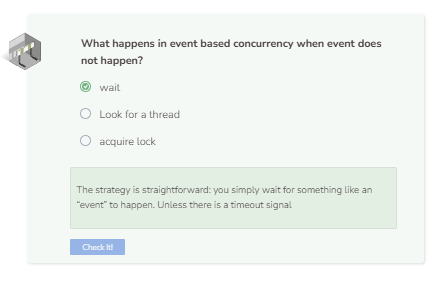 What happens in event based concurrency when event does
not happen?
wait
Look for a thread
acquire lock
The strategy is straightforward: you simply wait for something like an
"event" to happen. Unless there is a timeout signal
Check It!